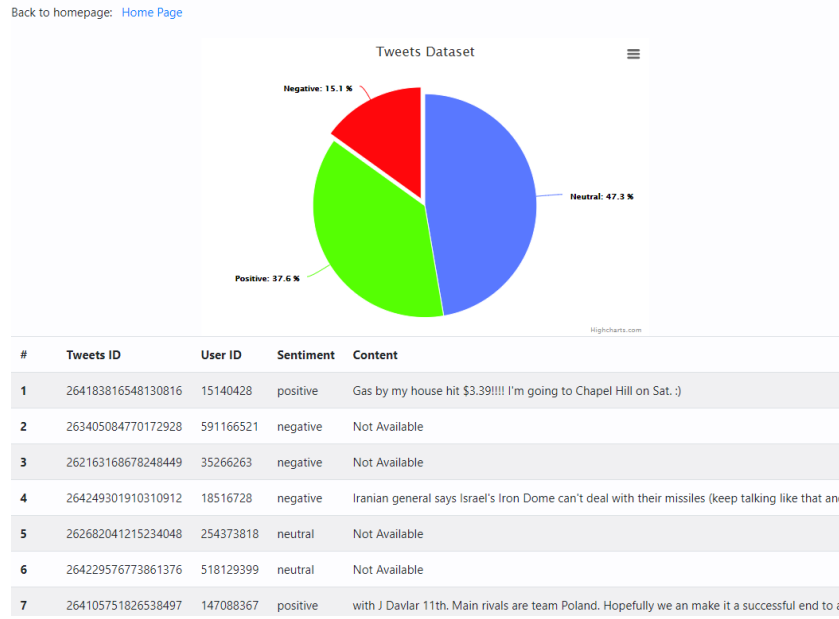 Back to homepage: Home Page
Tweets Dataset
Negative: 15.1 %
Neutral: 47.3 %
Positive: 37.6 %
Highcharts.com
# Tweets ID User ID Sentiment Content
1 264183816548130816 15140428 positive Gas by my house hit $3.39!!!! I'm going to Chapel Hill on Sat. :)
2 263405084770172928 591166521 negative Not Available
3 262163168678248449 35266263 negative Not Available
4 264249301910310912 18516728 negative Iranian general says Israel's Iron Dome can't deal with their missiles (keep talking like that and
5 262682041215234048 254373818 neutral Not Available
6 264229576773861376 518129399 neutral Not Available
7 264105751826538497 147088367 positive with J Davlar 11th. Main rivals are team Poland. Hopefully we an make it a successful end to a